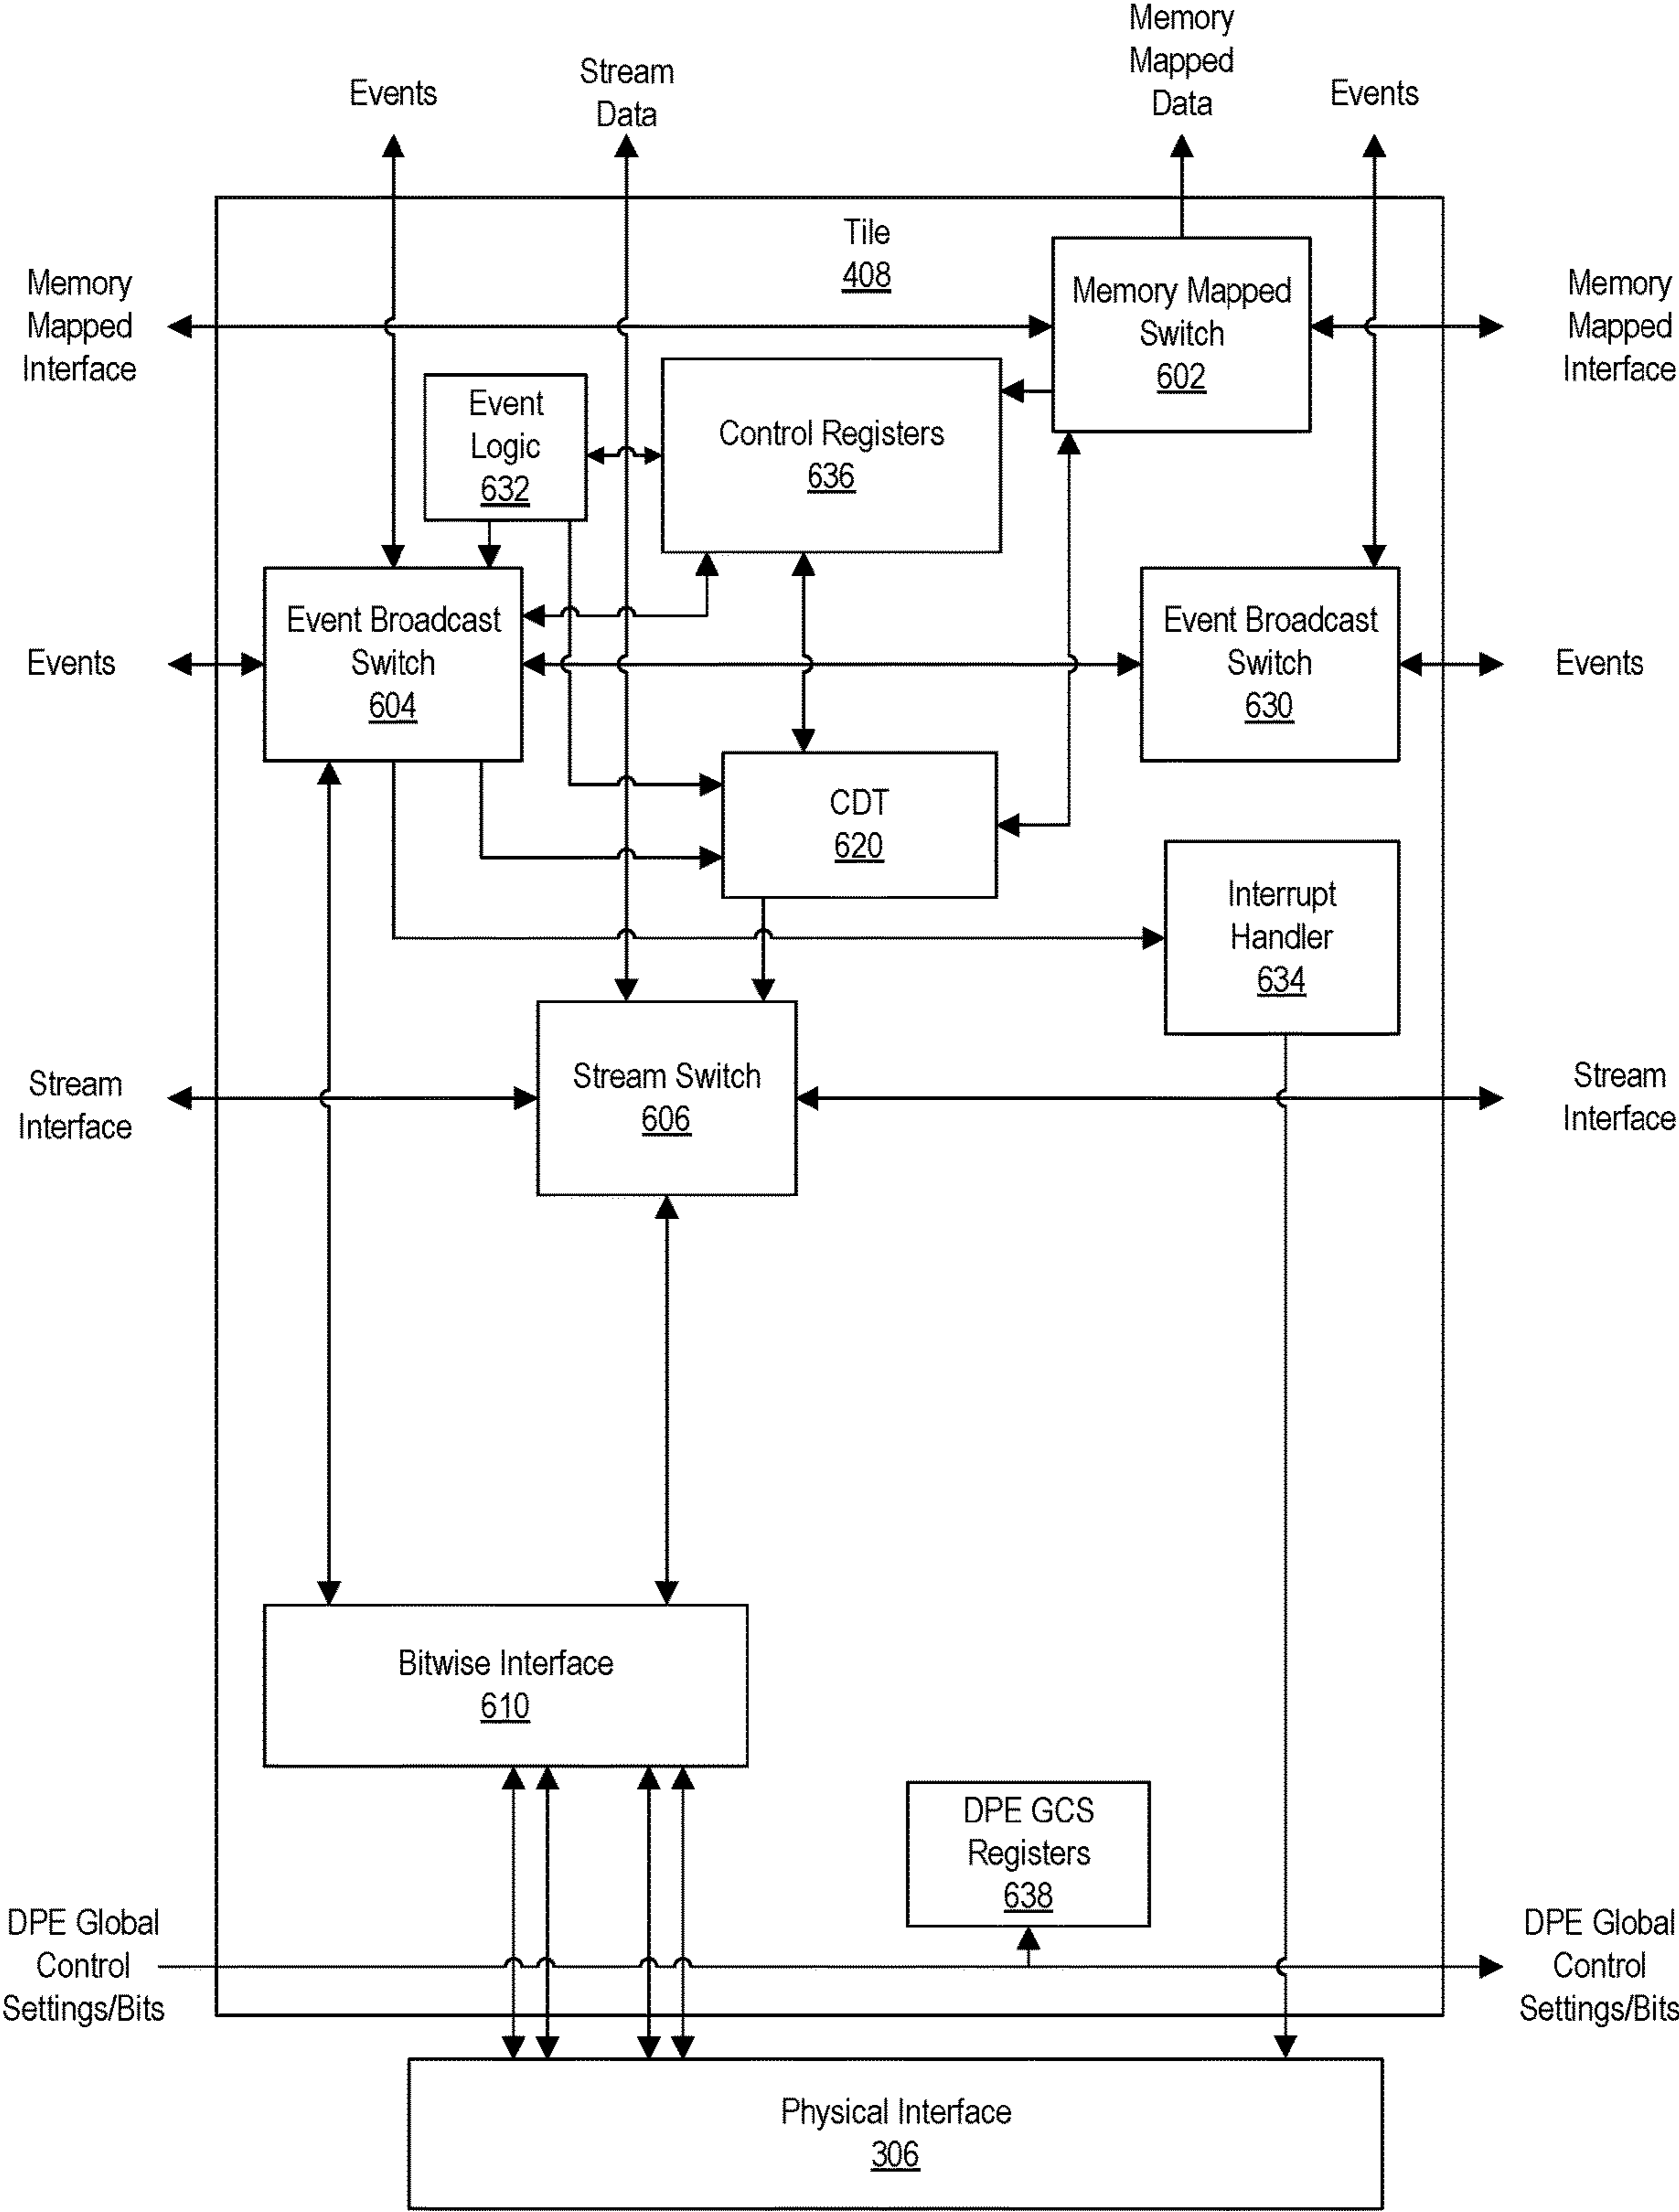 Events
Stream
Data
Memory
Mapped
Data
Events
Tile
408
Memory
Mapped
Interface
Memory Mapped
Switch
602
Memory
Mapped
Interface
Event
Logic
632
Control Registers
636
Events
Event Broadcast
Switch
604
Event Broadcast
Switch
630
Events
CDT
620
Interrupt
Handler
634
Stream
Interface
Stream Switch
606
Stream
Interface
Bitwise Interface
610
DPE GCS
Registers
638
DPE Global
Control
Settings/Bits
DPE Global
Control
Settings/Bits
Physical Interface
306